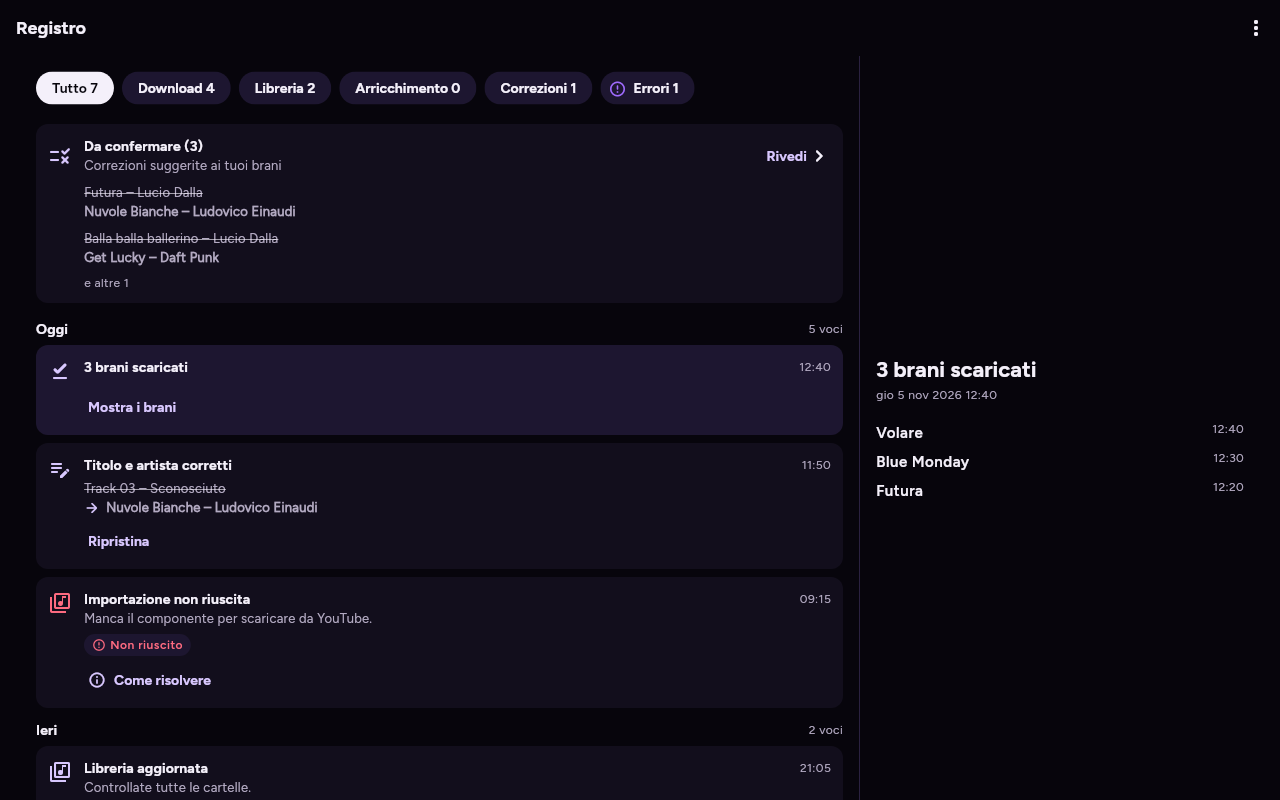 Registro
Tutto 7
Download 4
Libreria 2
Arricchimento 0
Correzioni 1
Errori 1
Da confermare (3)
Correzioni suggerite ai tuoi brani
Rivedi
Futura – Lucio Dalla
Nuvole Bianche – Ludovico Einaudi
Balla balla ballerino – Lucio Dalla
Get Lucky – Daft Punk
e altre 1
Oggi
5 voci
3 brani scaricati
12:40
Mostra i brani
Titolo e artista corretti
11:50
Track 03 – Sconosciuto
Nuvole Bianche – Ludovico Einaudi
Ripristina
Importazione non riuscita
09:15
Manca il componente per scaricare da YouTube.
Non riuscito
Come risolvere
Ieri
2 voci
Libreria aggiornata
21:05
Controllate tutte le cartelle.
3 brani scaricati
gio 5 nov 2026 12:40
Volare
12:40
Blue Monday
12:30
Futura
12:20